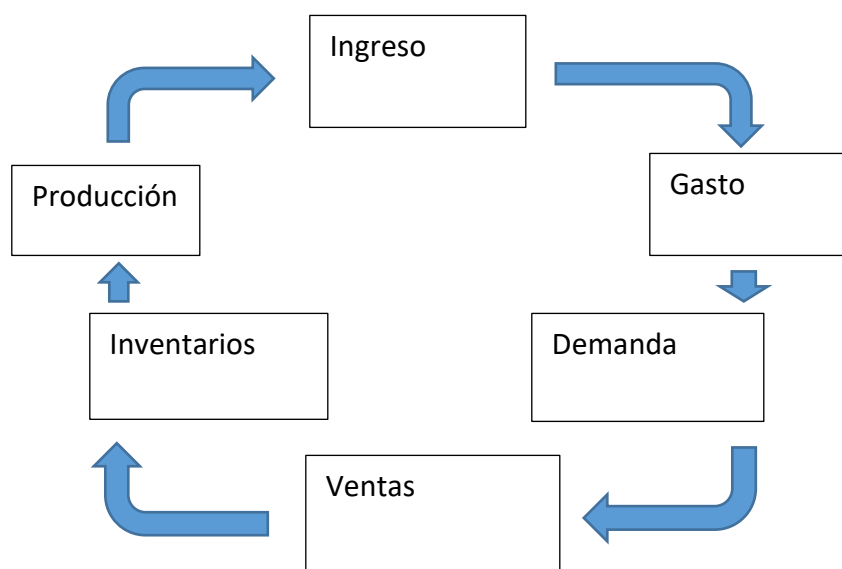 Ingreso
Gasto
Producción
Inventarios
Demanda
Ventas